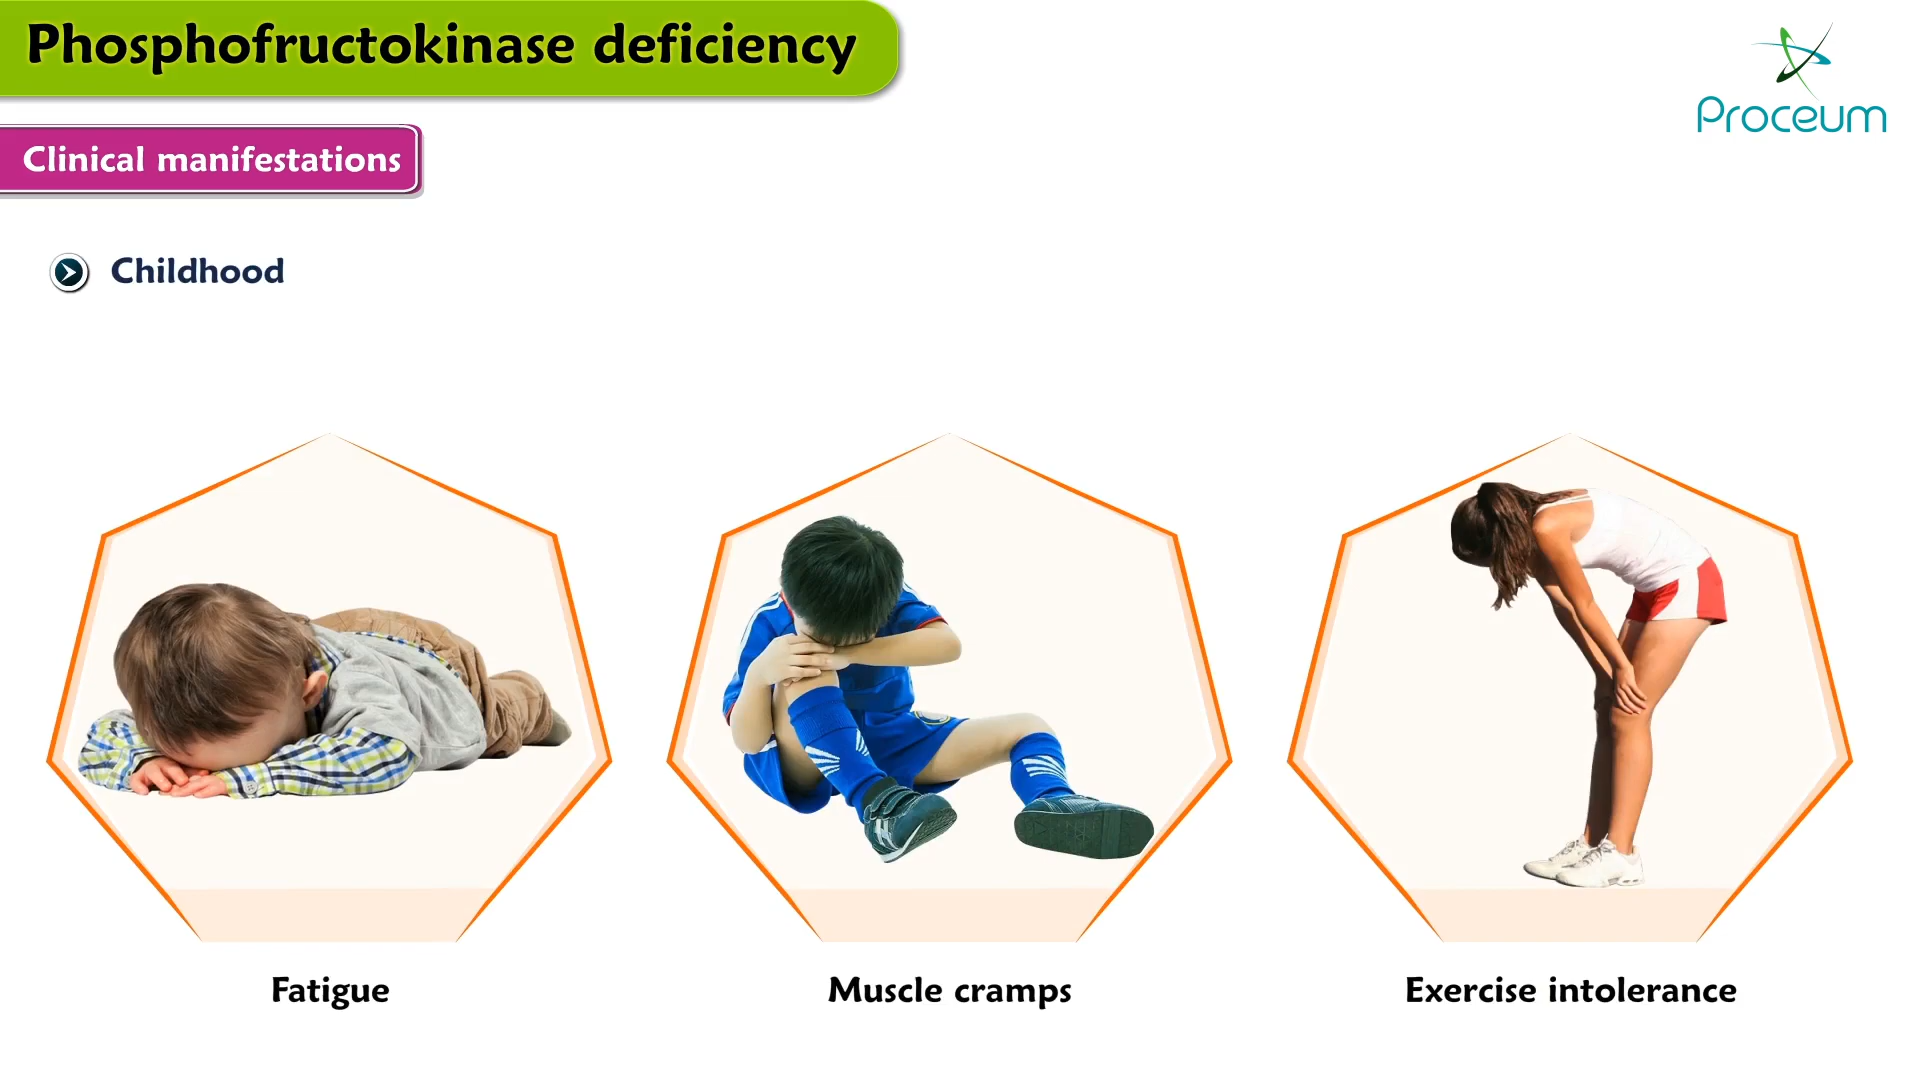 Phosphofructokinase deficiency
Proceum
Clinical manifestations
Childhood
Fatigue
Muscle cramps
Exercise intolerance